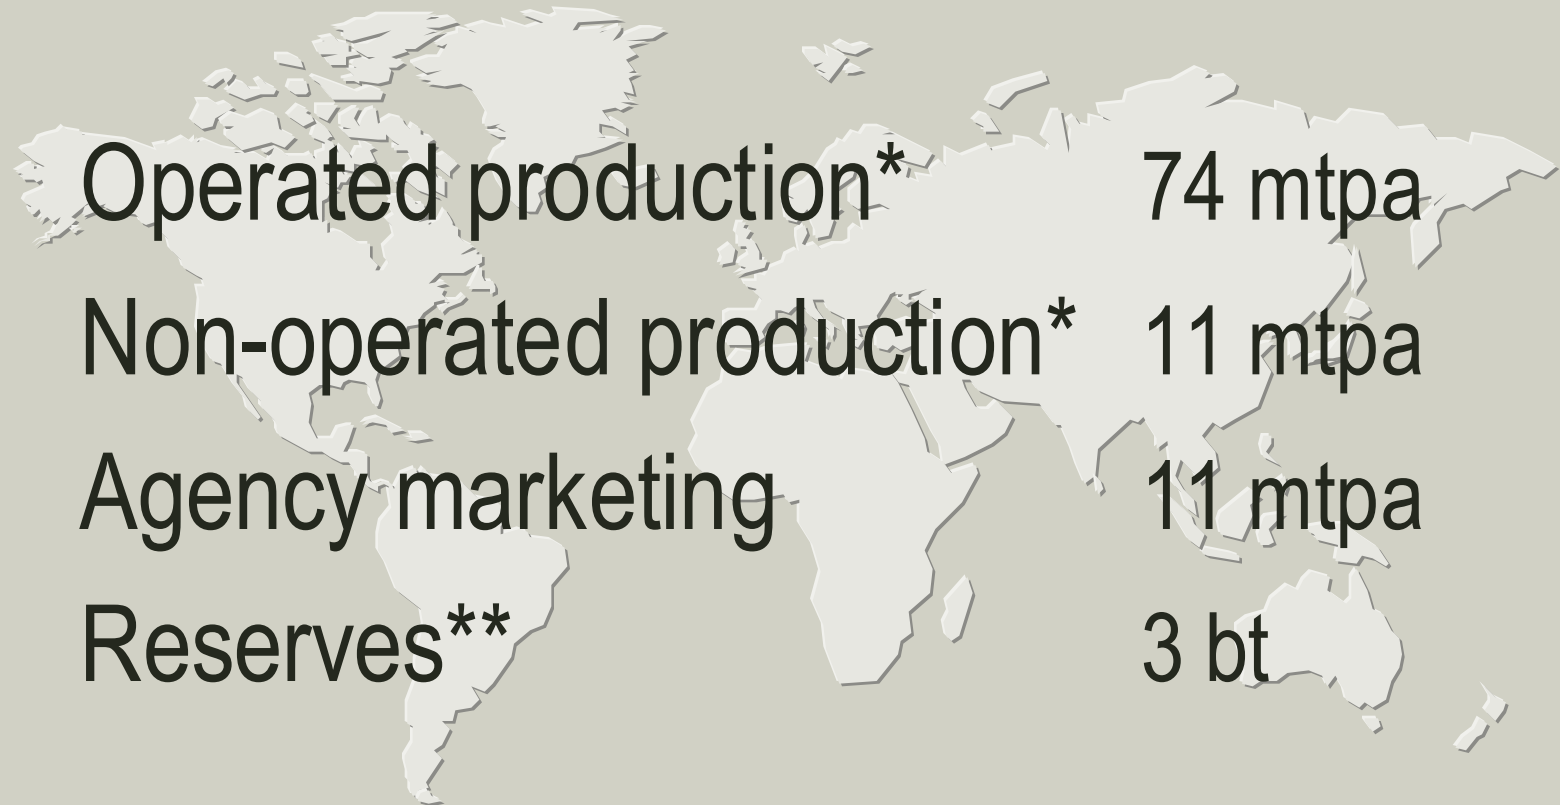 Operated production* 74 mtpa
Non-operated production* 11 mtpa
Agency marketing 11 mtpa
Reserves** 3 bt